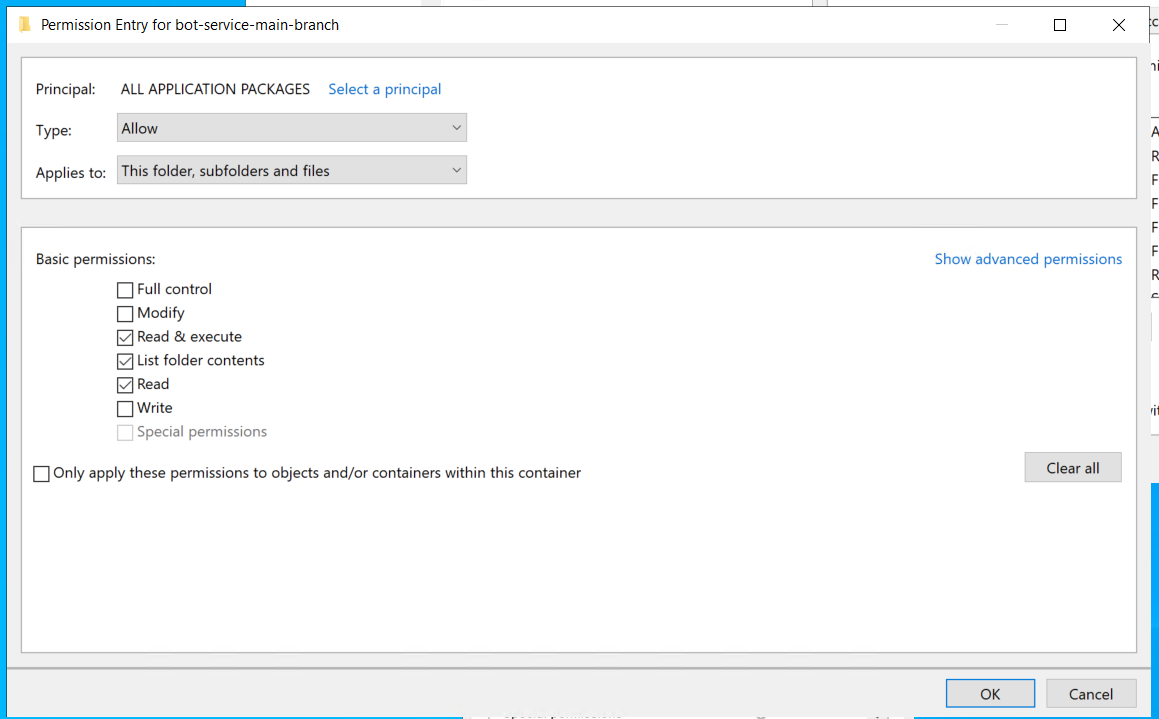 Permission Entry for bot-service-main-branch
Principal: ALL APPLICATION PACKAGES Select a principal
Type: Allow
Applies to: This folder, subfolders and files
Basic permissions: Show advanced permissions
Full control
Modify
Read & execute
List folder contents
Read
Write
Special permissions
Only apply these permissions to objects and/or containers within this container
Clear all
OK Cancel